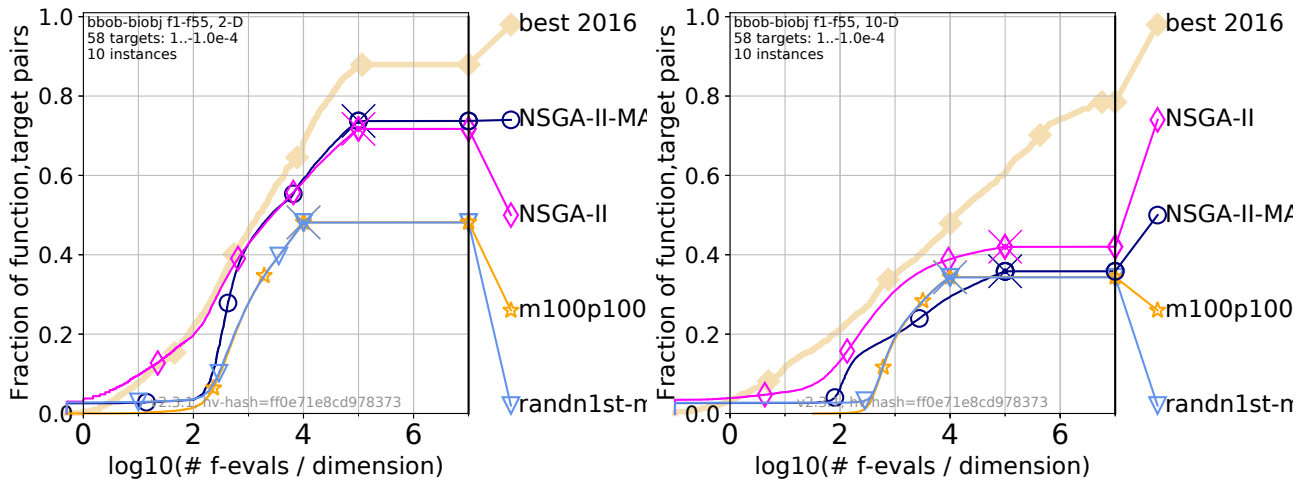 bbob-biobj f1-f55, 2-D
58 targets: 1..-1.0e-4
10 instances
Fraction of function,target pairs
1.0
0.8
0.6
0.4
0.2
0.0
0 2 4 6
log10(# f-evals / dimension)
best 2016
NSGA-II-MA
NSGA-II
m100p100
randn1st-m
hv-hash=ff0e71e8cd978373
bbob-biobj f1-f55, 10-D
58 targets: 1..-1.0e-4
10 instances
Fraction of function,target pairs
1.0
0.8
0.6
0.4
0.2
0.0
0 2 4 6
log10(# f-evals / dimension)
best 2016
NSGA-II
NSGA-II-MA
m100p100
randn1st-m
hv-hash=ff0e71e8cd978373